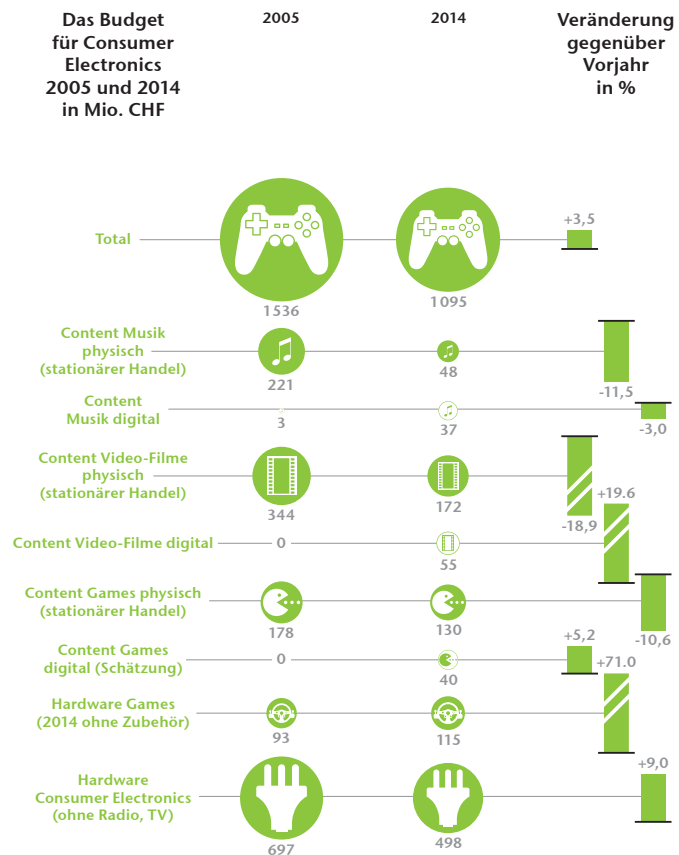 Das Budget
für Consumer
Electronics
2005 und 2014
in Mio. CHF
2005
2014
Veränderung
gegenüber
Vorjahr
in %
Total
1536
1095
+3,5
Content Musik
physisch
(stationärer Handel)
221
48
-11,5
Content
Musik digital
3
37
-3,0
Content Video-Filme
physisch
(stationärer Handel)
344
172
-18,9
Content Video-Filme digital
0
55
+19.6
Content Games physisch
(stationärer Handel)
178
130
-10,6
Content Games
digital (Schätzung)
0
40
+5,2
Hardware Games
(2014 ohne Zubehör)
93
115
+71.0
Hardware
Consumer Electronics
(ohne Radio, TV)
697
498
+9,0